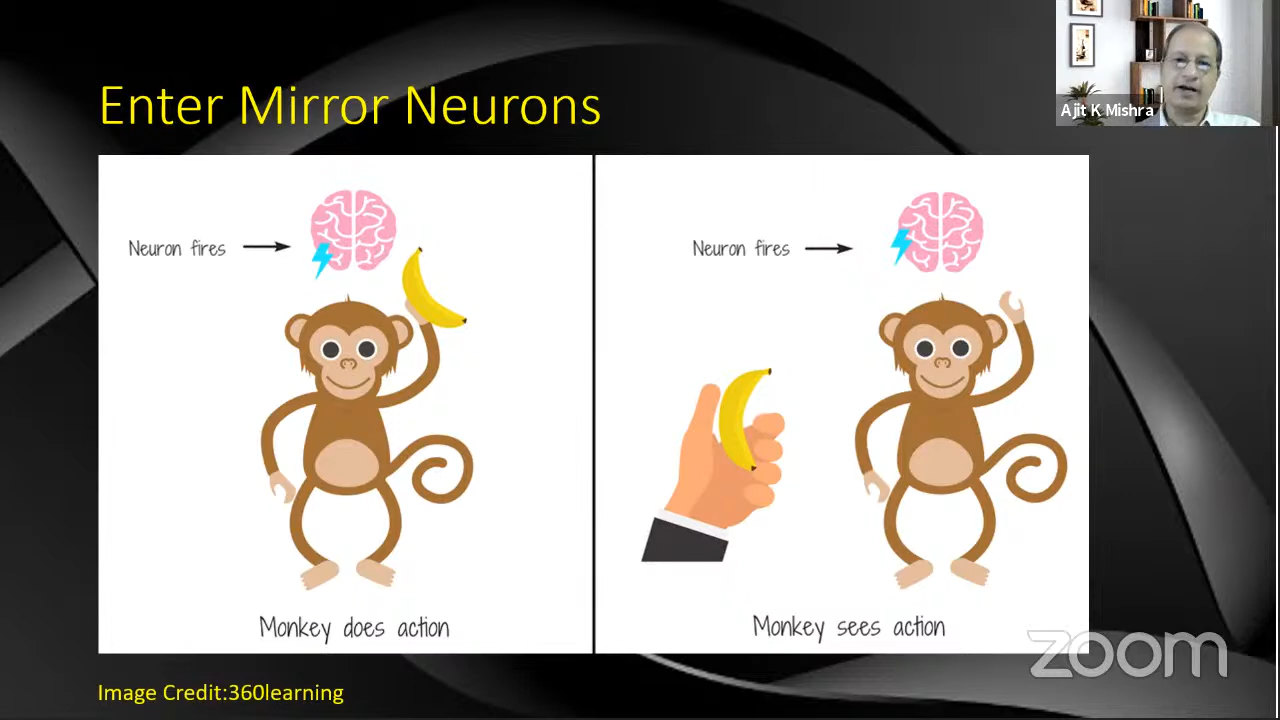 Enter Mirror Neurons
Ajit K Mishra
Neuron fires
Neuron fires
Monkey does action
Monkey sees action
zoom
Image Credit:360learning